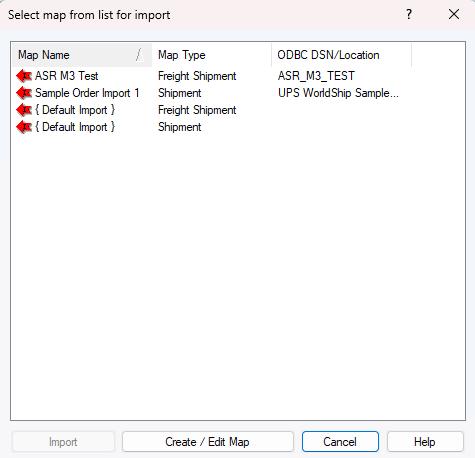 Select map from list for import ?
Map Name Map Type ODBC DSN/Location
ASR M3 Test Freight Shipment ASR_M3_TEST
Sample Order Import 1 Shipment UPS WorldShip Sample...
{ Default Import } Freight Shipment
{ Default Import } Shipment
Import Create / Edit Map Cancel Help